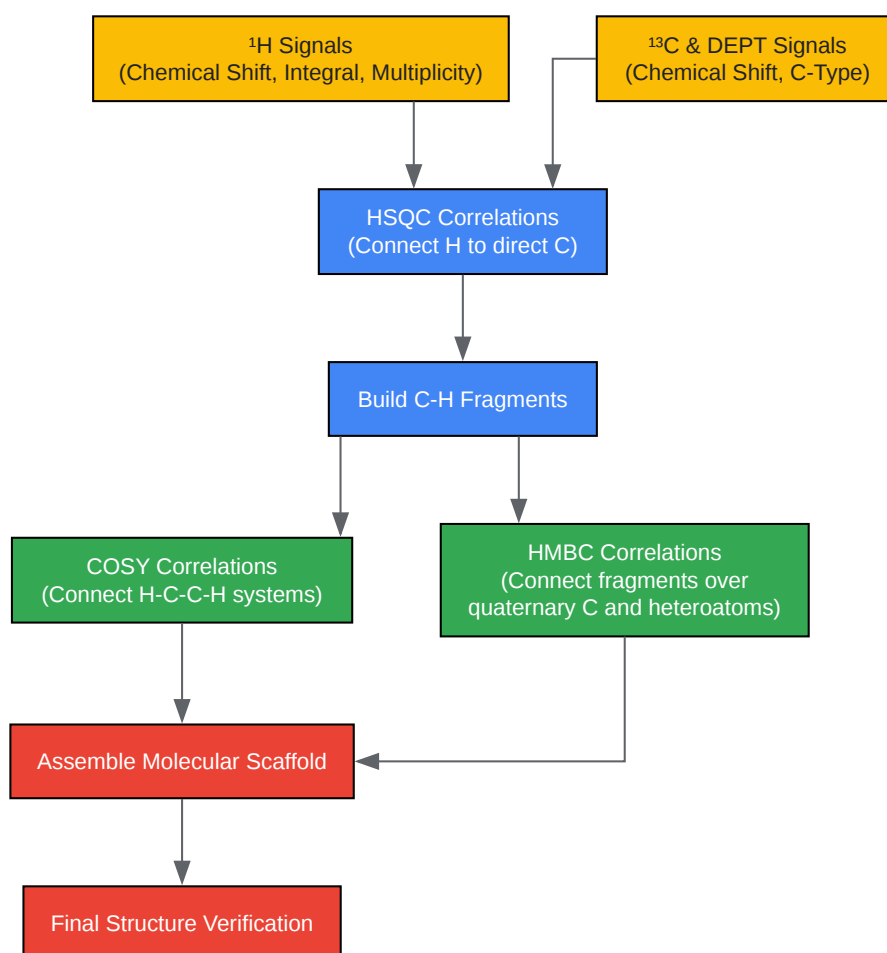 ¹H Signals
(Chemical Shift, Integral, Multiplicity)
¹³C & DEPT Signals
(Chemical Shift, C-Type)
HSQC Correlations
(Connect H to direct C)
Build C-H Fragments
COSY Correlations
(Connect H-C-C-H systems)
HMBC Correlations
(Connect fragments over
quaternary C and heteroatoms)
Assemble Molecular Scaffold
Final Structure Verification